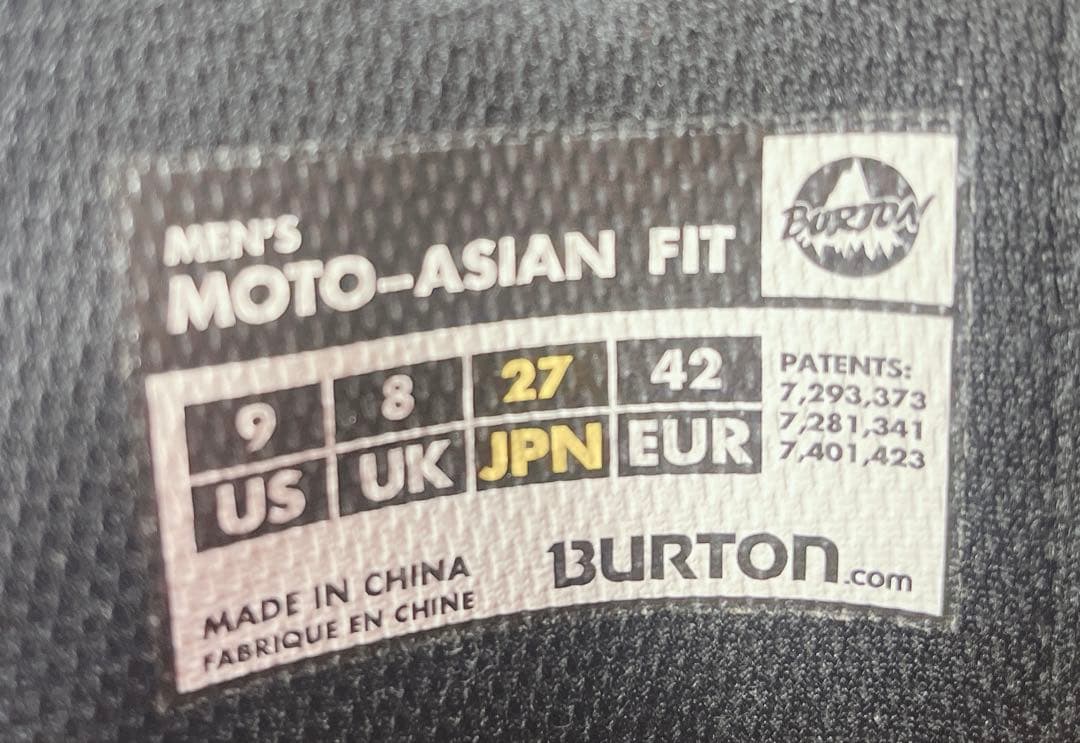 MEN'S
MOTO-ASIAN FIT
BURTON
9 8 27 42
US UK JPN EUR
PATENTS:
7,293,373
7,281,341
7,401,423
MADE IN CHINA
FABRIQUE EN CHINE
BURTON.com